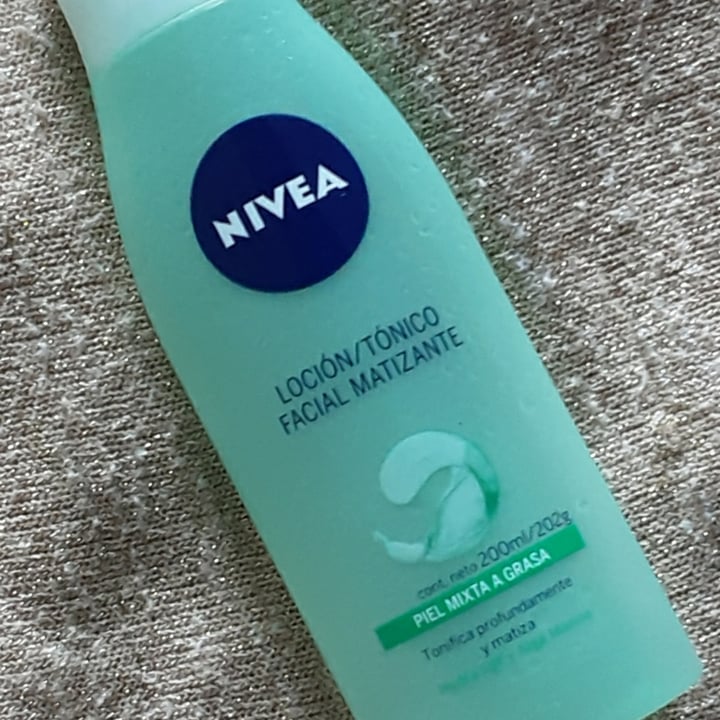 NIVEA
LOCIÓN/TÓNICO
FACIAL MATIZANTE
cont. neto 200ml/202g
PIEL MIXTA A GRASA
Tonifica profundamente
y matiza